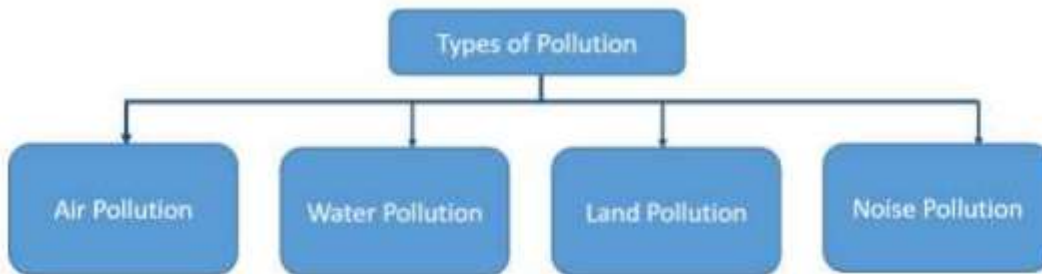 Types of Pollution
Air Pollution
Water Pollution
Land Pollution
Noise Pollution